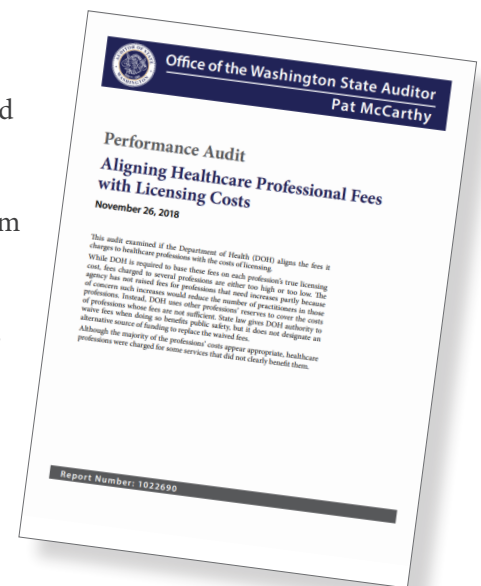 d
m
Office of the Washington State Auditor
Pat McCarthy
Performance Audit
Aligning Healthcare Professional Fees
with Licensing Costs
November 26, 2018
This audit examined if the Department of Health (DOH) aligns the fees it
charges to healthcare professions with the costs of licensing.
While DOH is required to base these fees on each profession's true licensing
cost, fees charged to several professions are either too high or too low. The
agency has not raised fees for professions that need increases partly because
of concern such increases would reduce the number of practitioners in those
professions. Instead, DOH uses other professions' reserves to cover the costs
of professions whose fees are not sufficient. State law gives DOH authority to
waive fees when doing so benefits public safety, but it does not designate an
alternative source of funding to replace the waived fees.
Although the majority of the professions' costs appear appropriate, healthcare
professions were charged for some services that did not clearly benefit them.
Report Number: 1022690